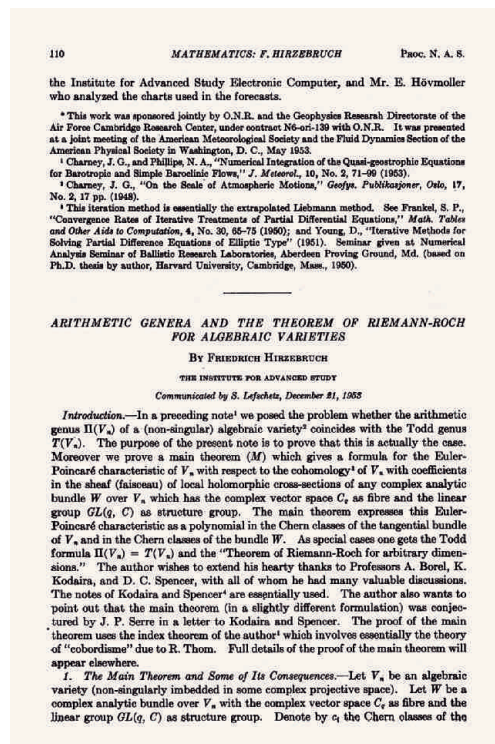 110 MATHEMATICS: F. HIRZEBRUCH PROC. N. A. S.
the Institute for Advanced Study Electronic Computer, and Mr. E. Hövmoller
who analyzed the charts used in the forecasts.
* This work was sponsored jointly by O.N.R. and the Geophysics Research Directorate of the
Air Force Cambridge Research Center, under contract N6-ori-139 with O.N.R. It was presented
at a joint meeting of the American Meteorological Society and the Fluid Dynamics Section of the
American Physical Society in Washington, D. C., May 1953.
¹ Charney, J. G., and Phillips, N. A., "Numerical Integration of the Quasi-geostrophic Equations
for Barotropic and Simple Baroclinic Flows," J. Meteorol., 10, No. 2, 71–99 (1953).
² Charney, J. G., "On the Scale of Atmospheric Motions," Geofys. Publikasjoner, Oslo, 17,
No. 2, 17 pp. (1948).
³ This iteration method is essentially the extrapolated Liebmann method. See Frankel, S. P.,
"Convergence Rates of Iterative Treatments of Partial Differential Equations," Math. Tables
and Other Aids to Computation, 4, No. 30, 65–75 (1950); and Young, D., "Iterative Methods for
Solving Partial Difference Equations of Elliptic Type" (1951). Seminar given at Numerical
Analysis Seminar of Ballistic Research Laboratories, Aberdeen Proving Ground, Md. (based on
Ph.D. thesis by author, Harvard University, Cambridge, Mass., 1950).
ARITHMETIC GENERA AND THE THEOREM OF RIEMANN-ROCH
FOR ALGEBRAIC VARIETIES
BY FRIEDRICH HIRZEBRUCH
THE INSTITUTE FOR ADVANCED STUDY
Communicated by S. Lefschetz, December 21, 1953
Introduction.—In a preceding note¹ we posed the problem whether the arithmetic
genus Π(Vₙ) of a (non-singular) algebraic variety² coincides with the Todd genus
T(Vₙ). The purpose of the present note is to prove that this is actually the case.
Moreover we prove a main theorem (M) which gives a formula for the Euler-
Poincaré characteristic of Vₙ with respect to the cohomology³ of Vₙ with coefficients
in the sheaf (faisceau) of local holomorphic cross-sections of any complex analytic
bundle W over Vₙ which has the complex vector space C_q as fibre and the linear
group GL(q, C) as structure group. The main theorem expresses this Euler-
Poincaré characteristic as a polynomial in the Chern classes of the tangential bundle
of Vₙ and in the Chern classes of the bundle W. As special cases one gets the Todd
formula Π(Vₙ) = T(Vₙ) and the "Theorem of Riemann-Roch for arbitrary dimen-
sions." The author wishes to extend his hearty thanks to Professors A. Borel, K.
Kodaira, and D. C. Spencer, with all of whom he had many valuable discussions.
The notes of Kodaira and Spencer⁴ are essentially used. The author also wants to
point out that the main theorem (in a slightly different formulation) was conjec-
tured by J. P. Serre in a letter to Kodaira and Spencer. The proof of the main
theorem uses the index theorem of the author¹ which involves essentially the theory
of "cobordisme" due to R. Thom. Full details of the proof of the main theorem will
appear elsewhere.
1. The Main Theorem and Some of Its Consequences.—Let Vₙ be an algebraic
variety (non-singularly imbedded in some complex projective space). Let W be a
complex analytic bundle over Vₙ with the complex vector space C_q as fibre and the
linear group GL(q, C) as structure group. Denote by cᵢ the Chern classes of the